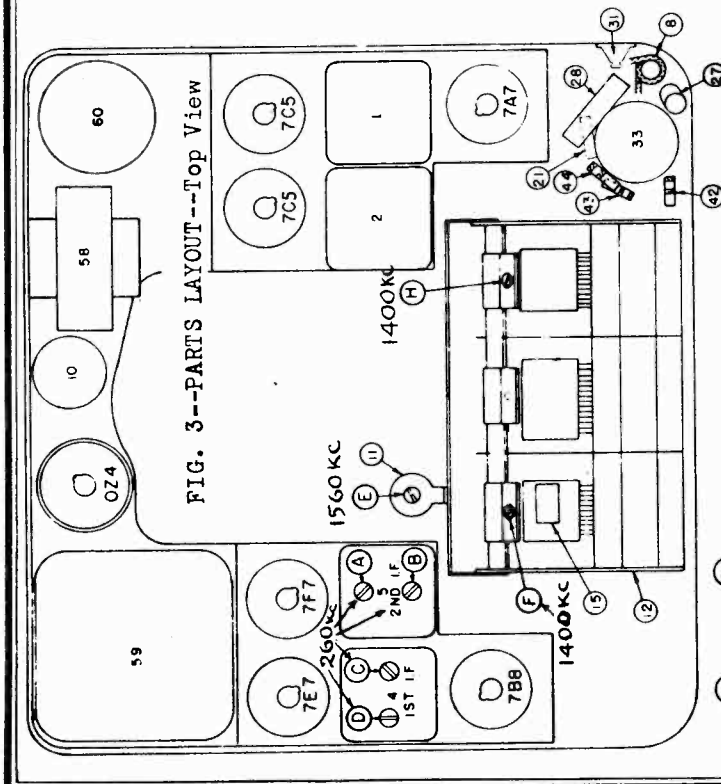 FIG. 3--PARTS LAYOUT--Top View
60
58
10
OZ4
59
7C5
7C5
1
2
7A7
31
8
28
27
33
21
44
43
42
1400KC
H
1560KC
11
E
7F7
7E7
A
B
5
2ND I.F
260KC
C
D
4
1ST I.F
7B8
F
1400KC
15
12